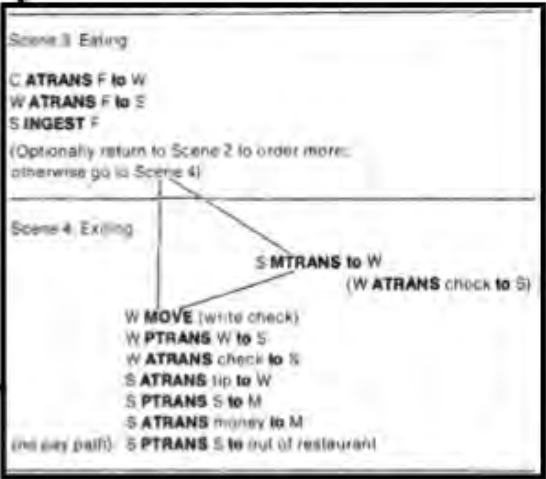 Scene 3: Eating
C ATRANS F to W
W ATRANS F to S
S INGEST F
(Optionally return to Scene 2 to order more;
otherwise go to Scene 4)
Scene 4: Exiting
S MTRANS to W
(W ATRANS check to S)
W MOVE (write check)
W PTRANS W to S
W ATRANS check to S
S ATRANS tip to W
S PTRANS S to M
S ATRANS money to M
(no pay path) S PTRANS S to out of restaurant